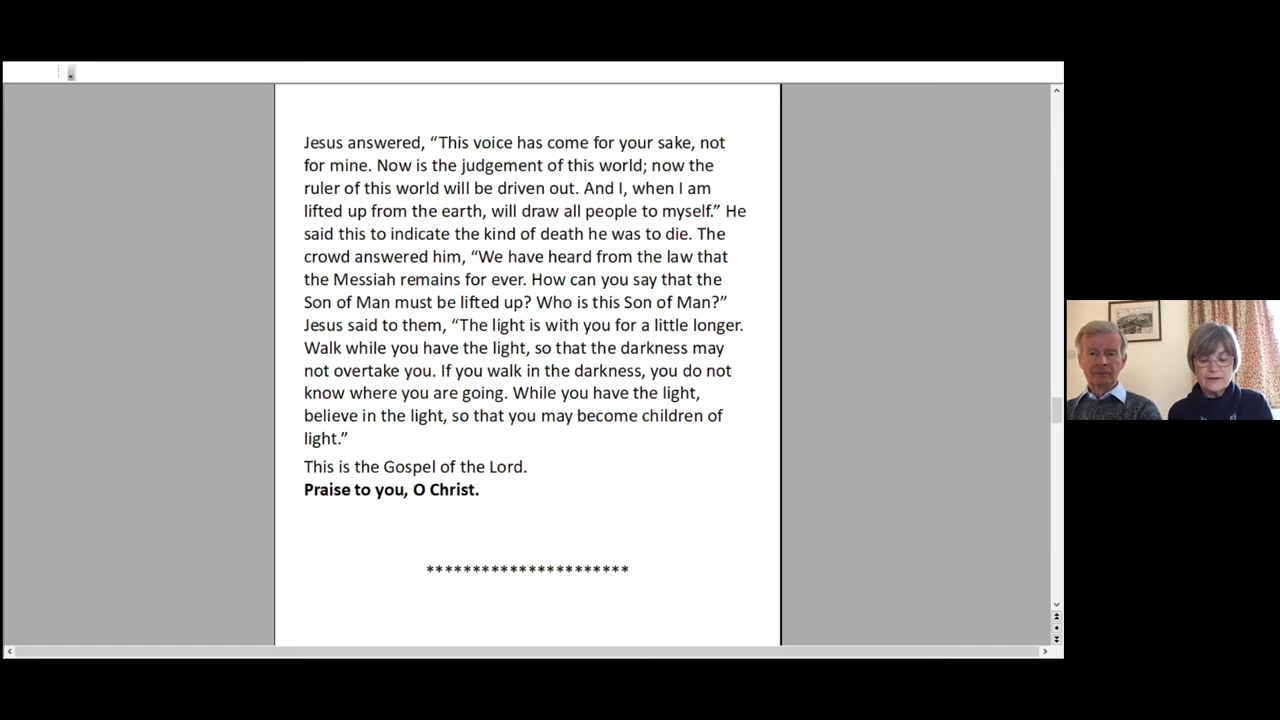 Jesus answered, “This voice has come for your sake, not
for mine. Now is the judgement of this world; now the
ruler of this world will be driven out. And I, when I am
lifted up from the earth, will draw all people to myself.” He
said this to indicate the kind of death he was to die. The
crowd answered him, “We have heard from the law that
the Messiah remains for ever. How can you say that the
Son of Man must be lifted up? Who is this Son of Man?”
Jesus said to them, “The light is with you for a little longer.
Walk while you have the light, so that the darkness may
not overtake you. If you walk in the darkness, you do not
know where you are going. While you have the light,
believe in the light, so that you may become children of
light.”
This is the Gospel of the Lord.
Praise to you, O Christ.
**********************